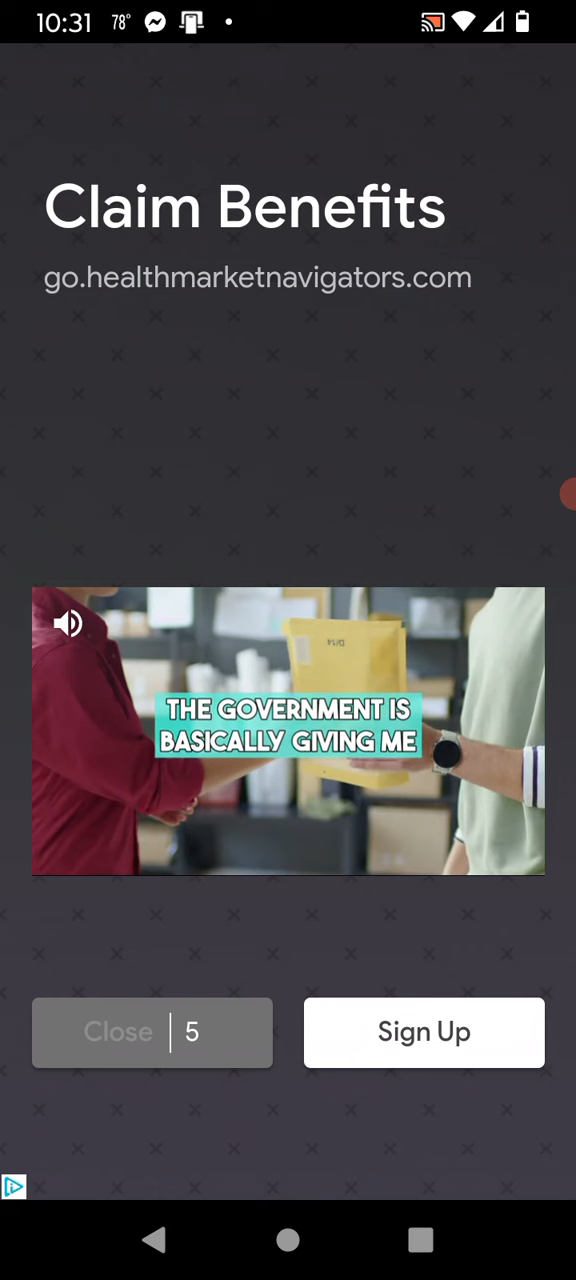 10:31 78°
Claim Benefits
go.healthmarketnavigators.com
THE GOVERNMENT IS
BASICALLY GIVING ME
Close 5
Sign Up